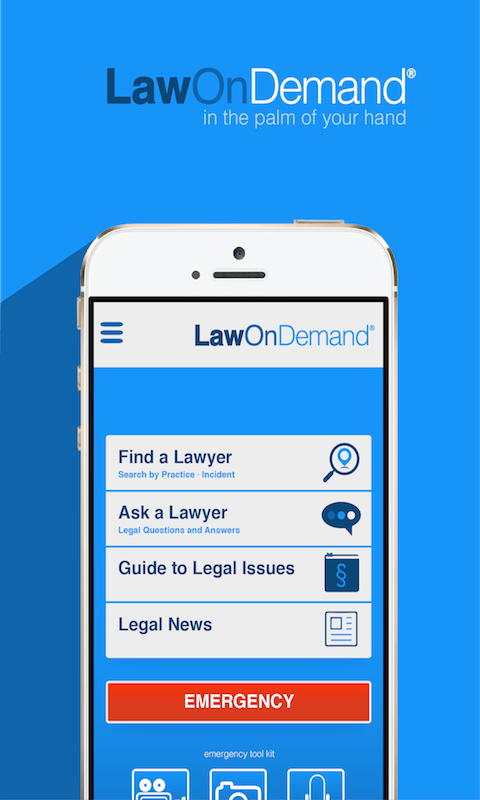 LawOnDemand®
in the palm of your hand
LawOnDemand®
Find a Lawyer
Search by Practice · Incident
Ask a Lawyer
Legal Questions and Answers
Guide to Legal Issues
§
Legal News
EMERGENCY
emergency tool kit